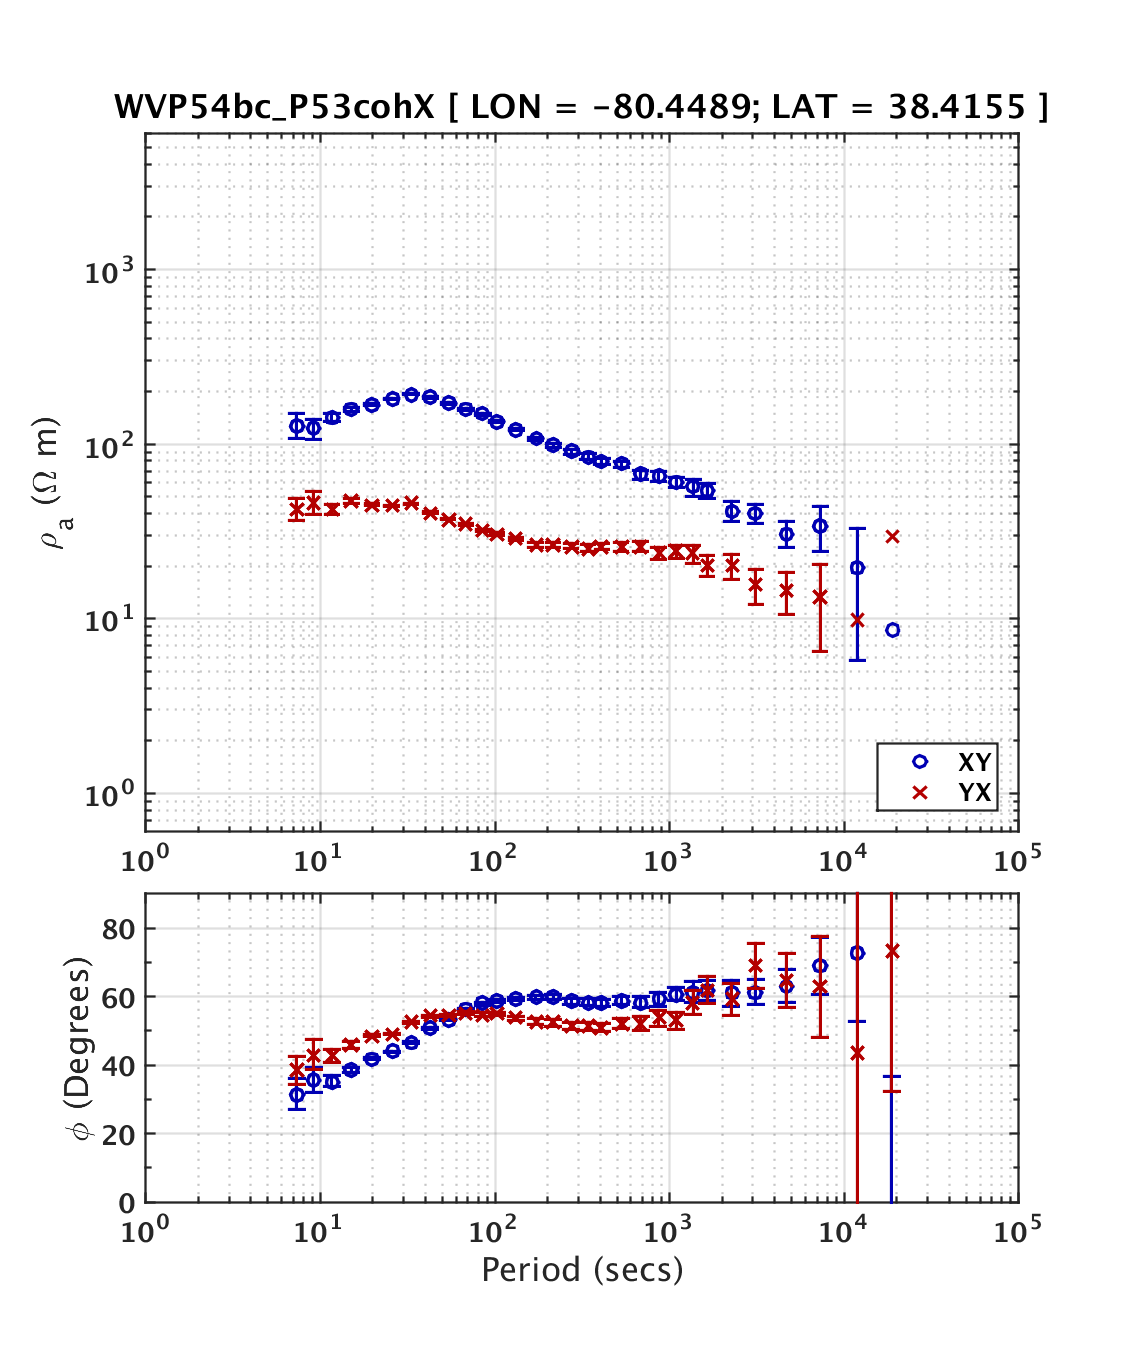 WVP54bc_P53cohX [ LON = -80.4489; LAT = 38.4155 ]
10³
10²
10¹
10⁰
ρₐ (Ω m)
XY
YX
10⁰ 10¹ 10² 10³ 10⁴ 10⁵
80
60
40
20
0
ϕ (Degrees)
10⁰ 10¹ 10² 10³ 10⁴ 10⁵
Period (secs)